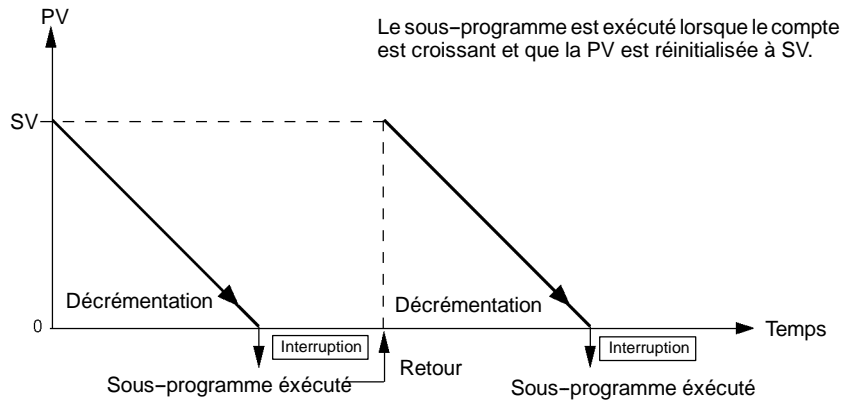 PV
Le sous-programme est exécuté lorsque le compte
est croissant et que la PV est réinitialisée à SV.
SV
Décrémentation
Décrémentation
0
Temps
Interruption
Interruption
Retour
Sous-programme éxécuté
Sous-programme éxécuté